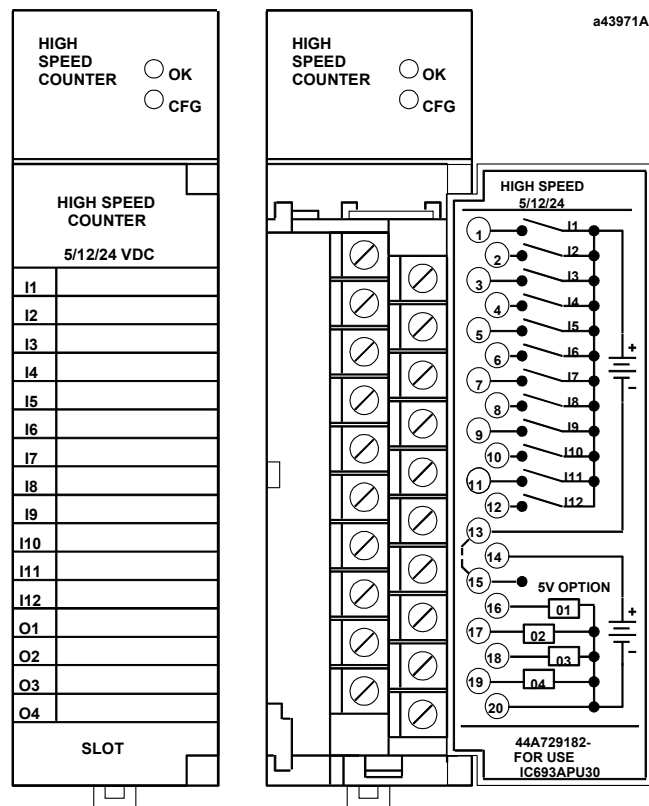 a43971A
HIGH
SPEED
COUNTER
OK
CFG
HIGH SPEED
COUNTER
5/12/24 VDC
I1
I2
I3
I4
I5
I6
I7
I8
I9
I10
I11
I12
O1
O2
O3
O4
SLOT
HIGH
SPEED
COUNTER
OK
CFG
HIGH SPEED
5/12/24
1 I1
2 I2
3 I3
4 I4
5 I5
6 I6
7 I7
8 I8
9 I9
10 I10
11 I11
12 I12
+
-
13
14
15
5V OPTION
16 01
17 02
18 03
19 04
20
+
-
44A729182-
FOR USE
IC693APU30